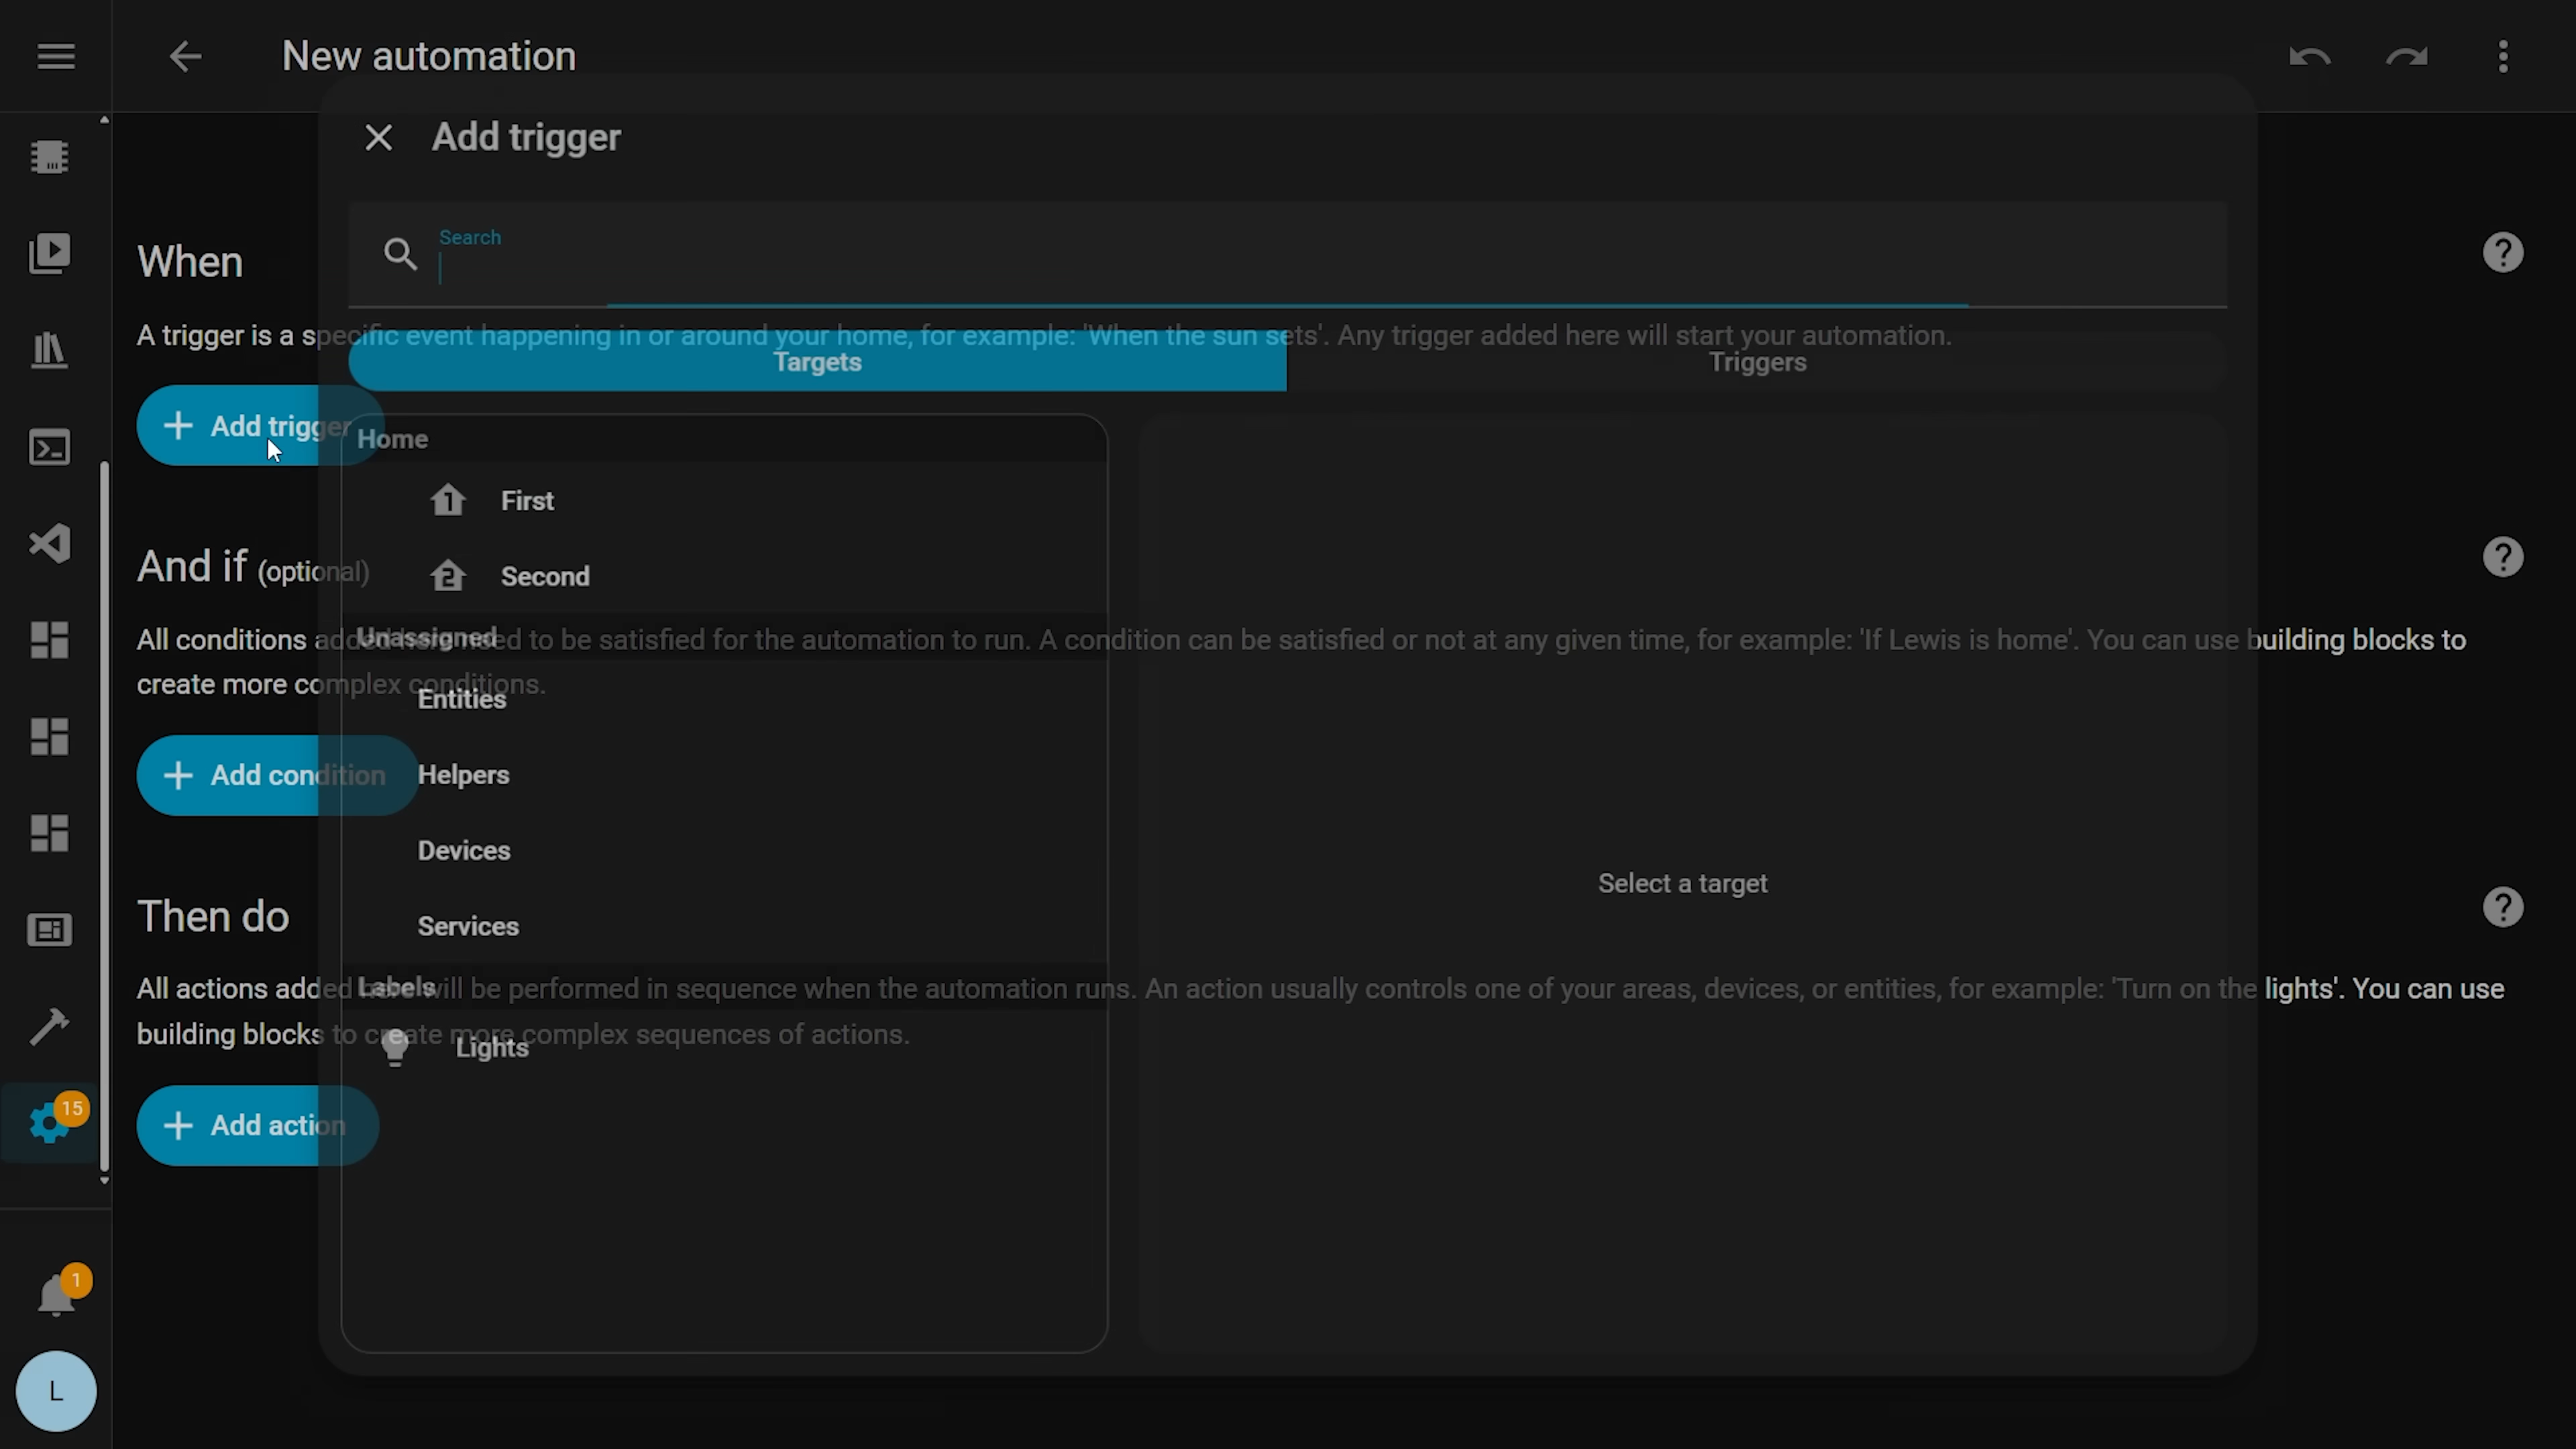 New automation
Add trigger
Search
When
A trigger is a specific event happening in or around your home, for example: 'When the sun sets'. Any trigger added here will start your automation.
Targets
Triggers
Add trigger
Home
First
Second
And if (optional)
Unassigned
All conditions added here need to be satisfied for the automation to run. A condition can be satisfied or not at any given time, for example: 'If Lewis is home'. You can use building blocks to
create more complex conditions.
Entities
Add condition
Helpers
Devices
Select a target
Then do
Services
Labels
All actions added here will be performed in sequence when the automation runs. An action usually controls one of your areas, devices, or entities, for example: 'Turn on the lights'. You can use
building blocks to create more complex sequences of actions.
Lights
15
Add action
1
L